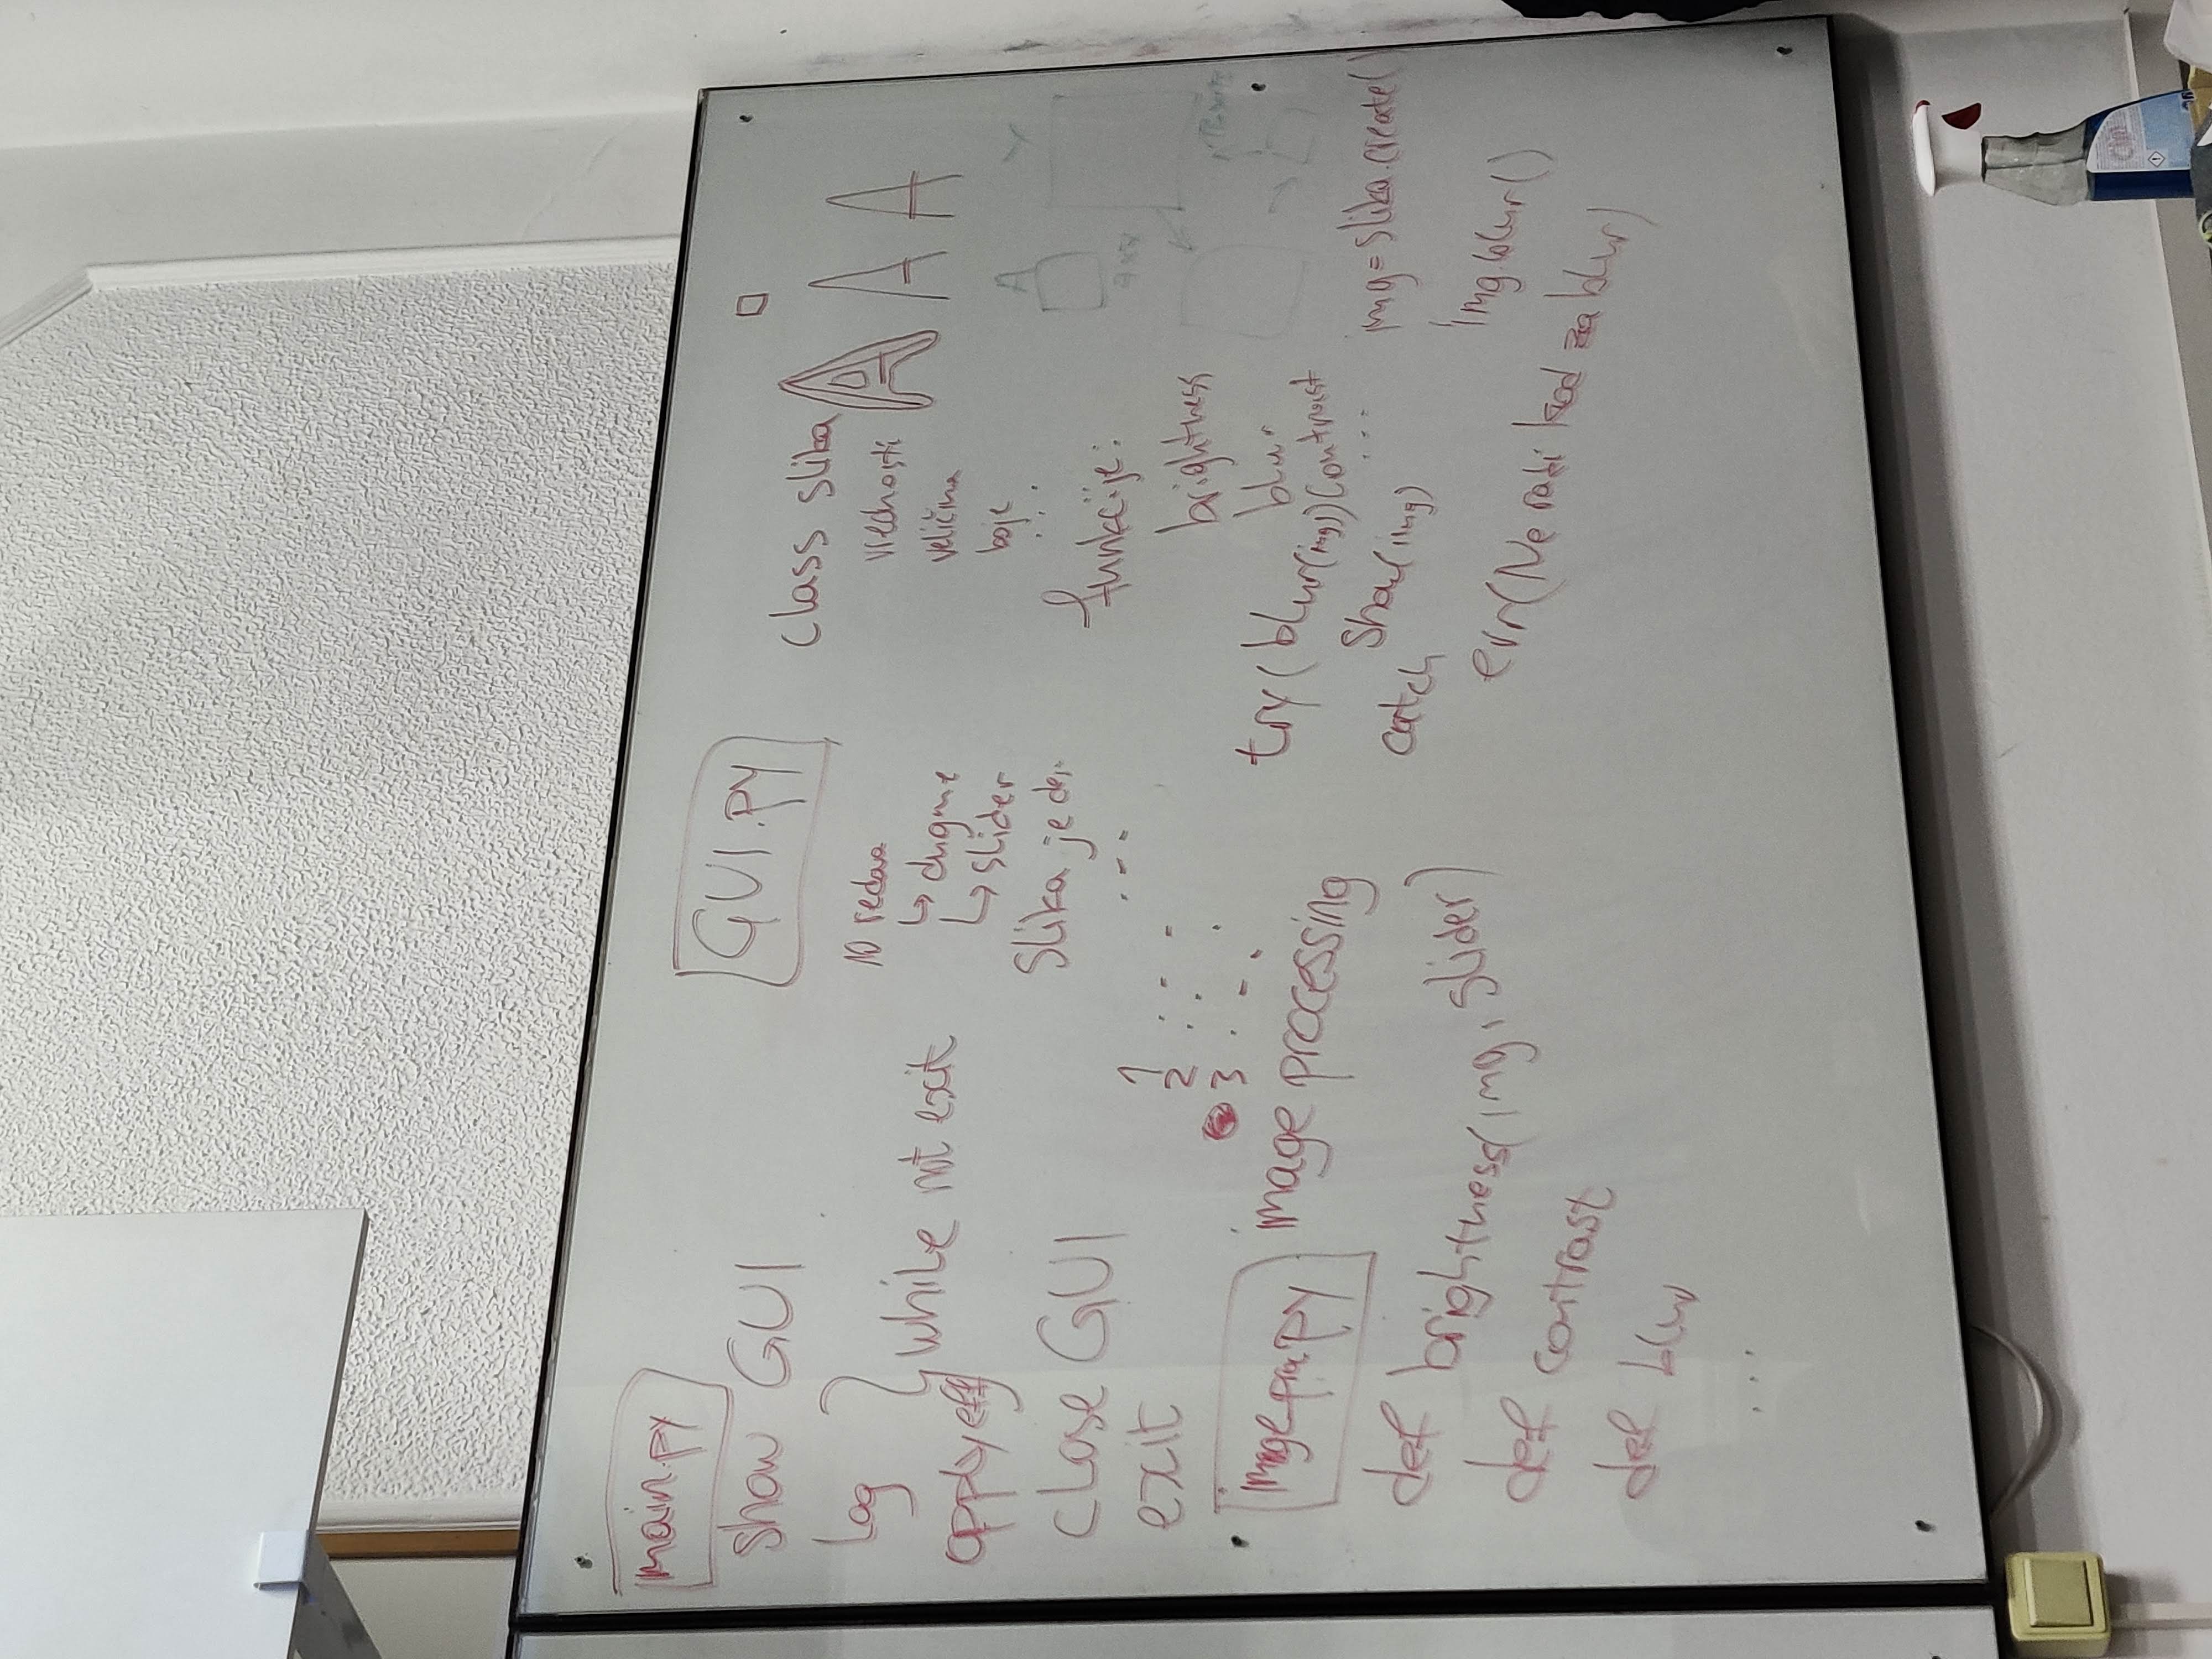 main.py
show GUI
log
apply eff
while not exit
close GUI
exit
GUI.py
10 redova
↳ dugme
↳ slider
Slika je de..
...
1
2
3
class slika
vrednosti
veličina
boje
...
funkcije:
brightness
blur
contrast
...
A A A
A
Y
image pro.py
image processing
def brightness(img, slider)
def contrast
def blur
...
try(blur(img))
show(img)
catch
err(Ne radi kod za blur)
img=slika.create()
img.blur()